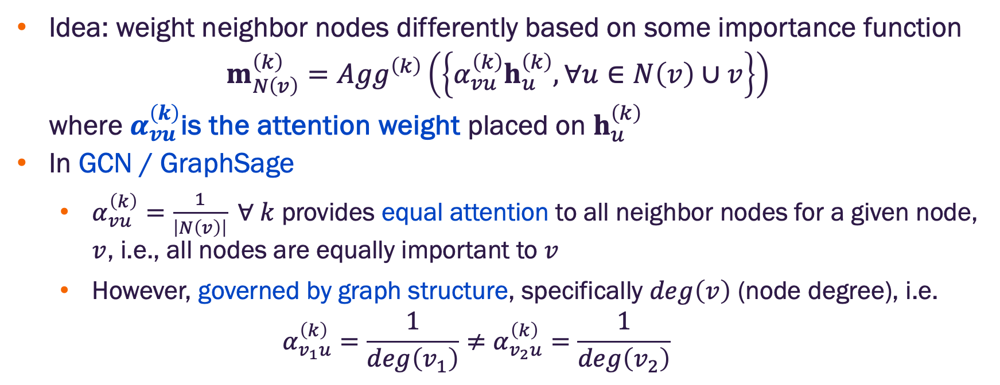 • Idea: weight neighbor nodes differently based on some importance function
$\mathbf{m}_{N(v)}^{(k)} = Agg^{(k)}\left(\left\{\alpha_{vu}^{(k)}\mathbf{h}_u^{(k)}, \forall u \in N(v) \cup v\right\}\right)$
where $\boldsymbol{\alpha}_{\boldsymbol{vu}}^{(\boldsymbol{k})}$ is the attention weight placed on $\mathbf{h}_u^{(k)}$
• In GCN / GraphSage
• $\alpha_{vu}^{(k)} = \frac{1}{|N(v)|} \forall k$ provides equal attention to all neighbor nodes for a given node,
$v$, i.e., all nodes are equally important to $v$
• However, governed by graph structure, specifically $deg(v)$ (node degree), i.e.
$\alpha_{v_1u}^{(k)} = \frac{1}{deg(v_1)} \neq \alpha_{v_2u}^{(k)} = \frac{1}{deg(v_2)}$